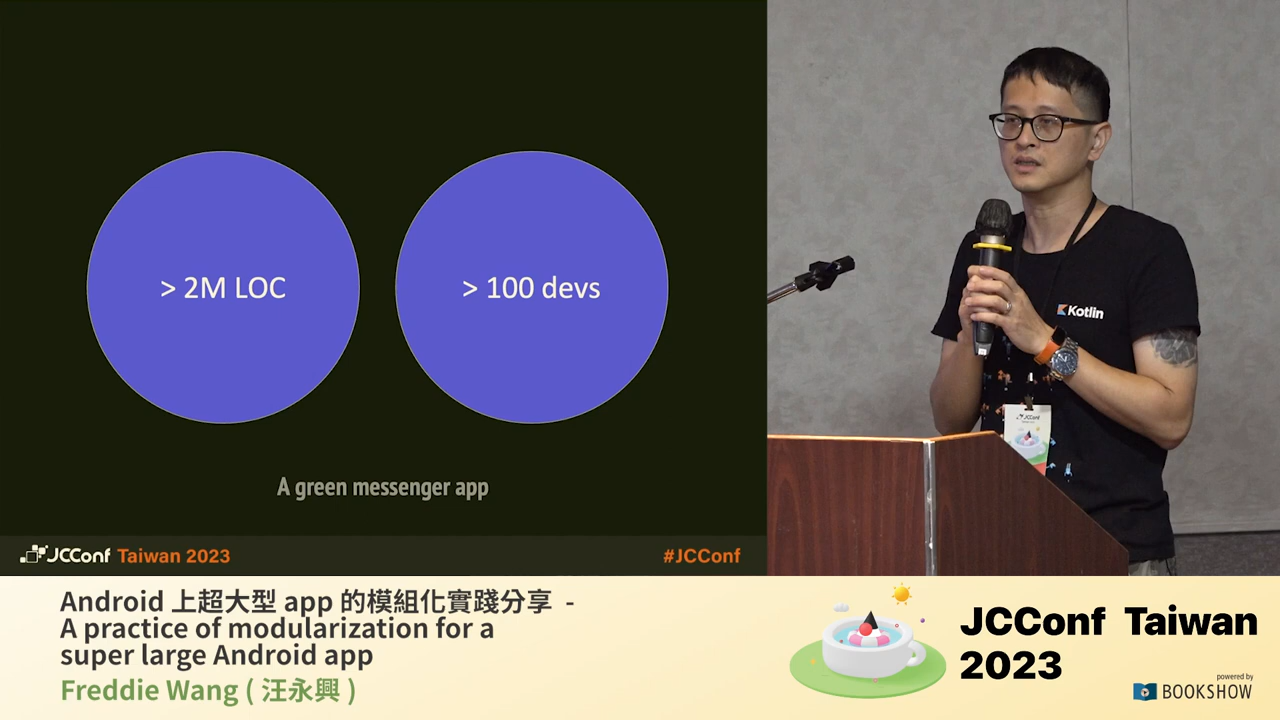 > 2M LOC
> 100 devs
A green messenger app
JCConf Taiwan 2023
#JCConf
Kotlin
JCConf
Android 上超大型 app 的模組化實踐分享 -
A practice of modularization for a
super large Android app
Freddie Wang ( 汪永興 )
JCConf Taiwan
2023
powered by
BOOKSHOW